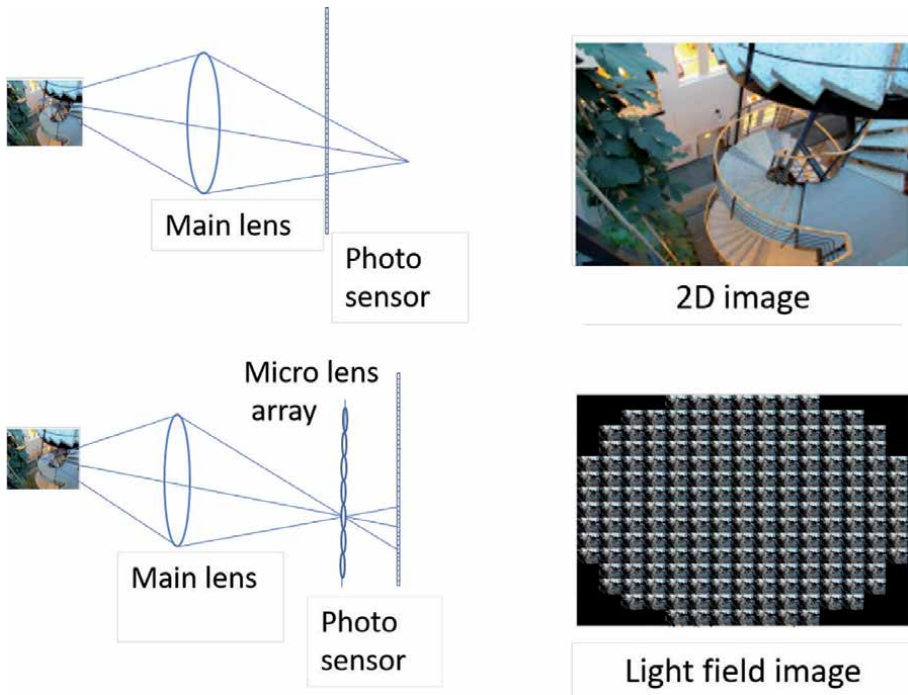 Main lens
Photo
sensor
2D image
Micro lens
array
Main lens
Photo
sensor
Light field image